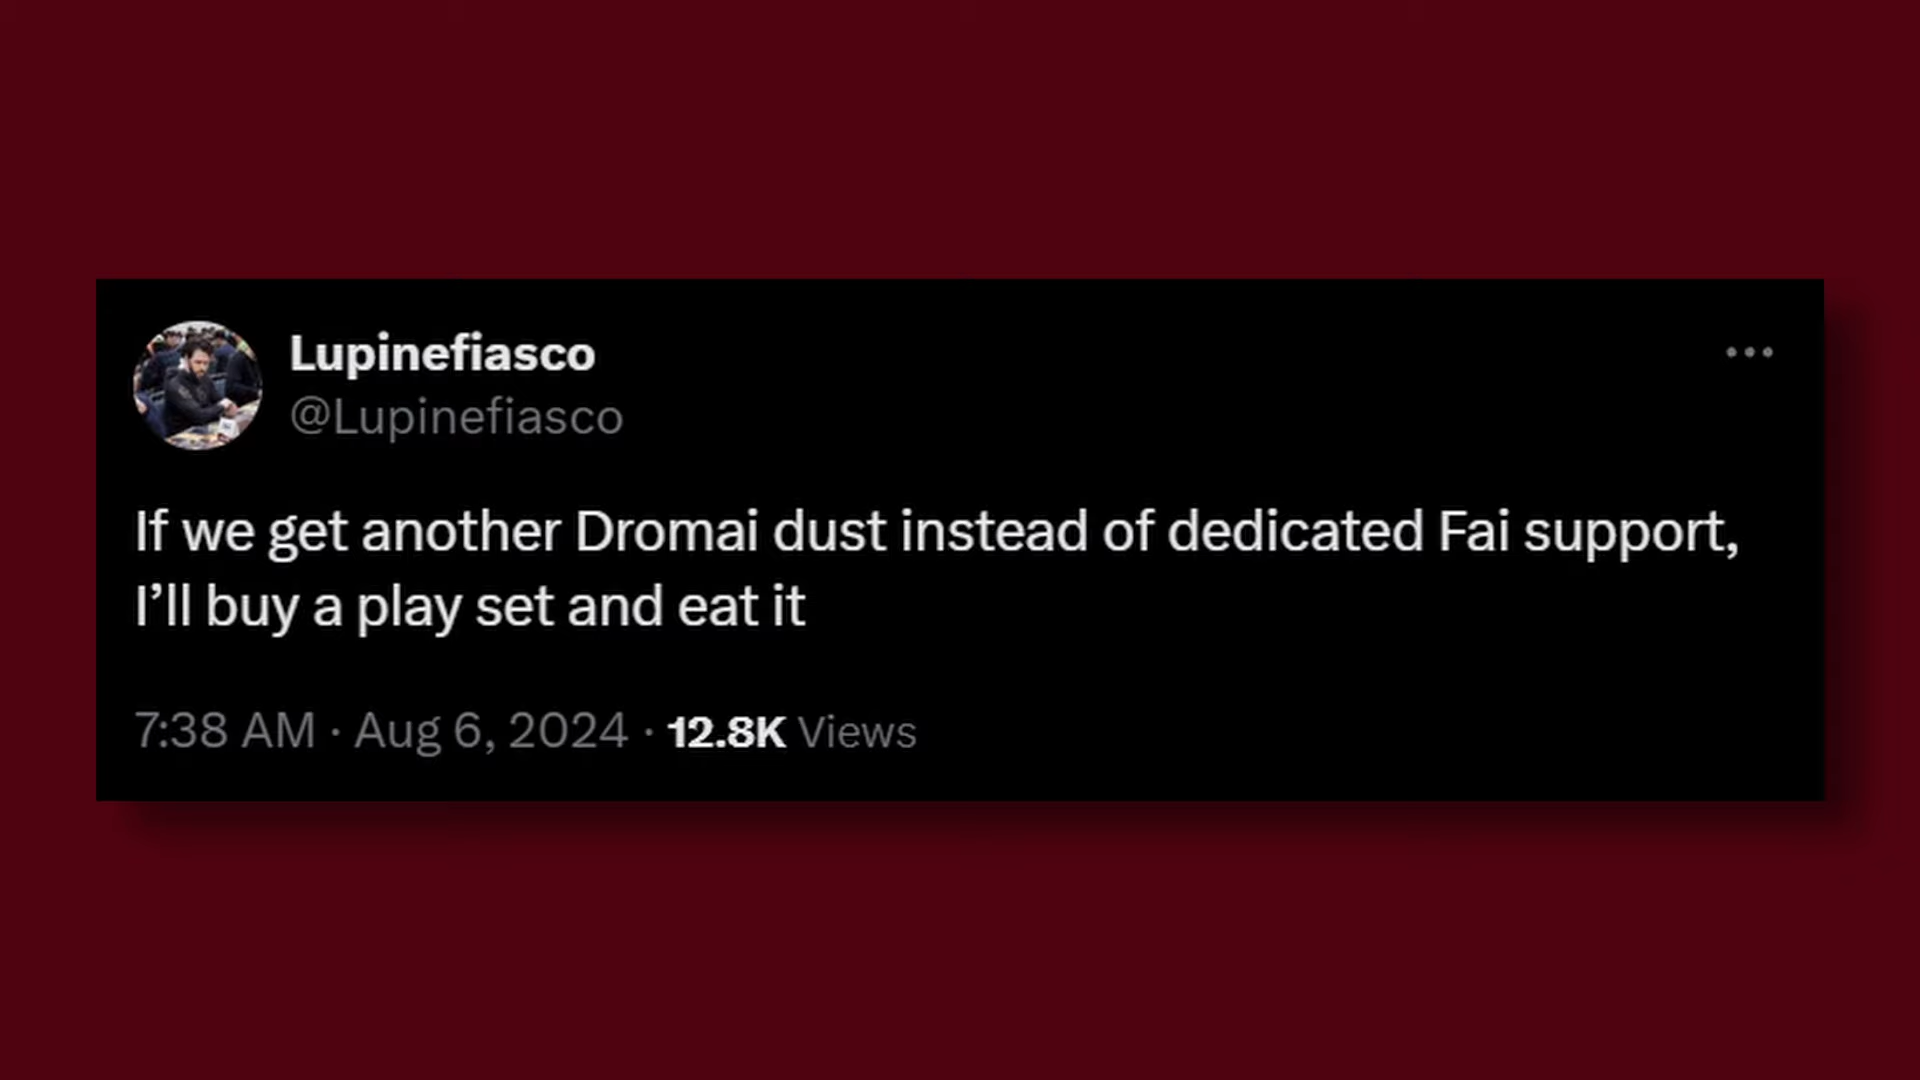 Lupinefiasco
@Lupinefiasco
If we get another Dromai dust instead of dedicated Fai support,
I’ll buy a play set and eat it
7:38 AM · Aug 6, 2024 · 12.8K Views